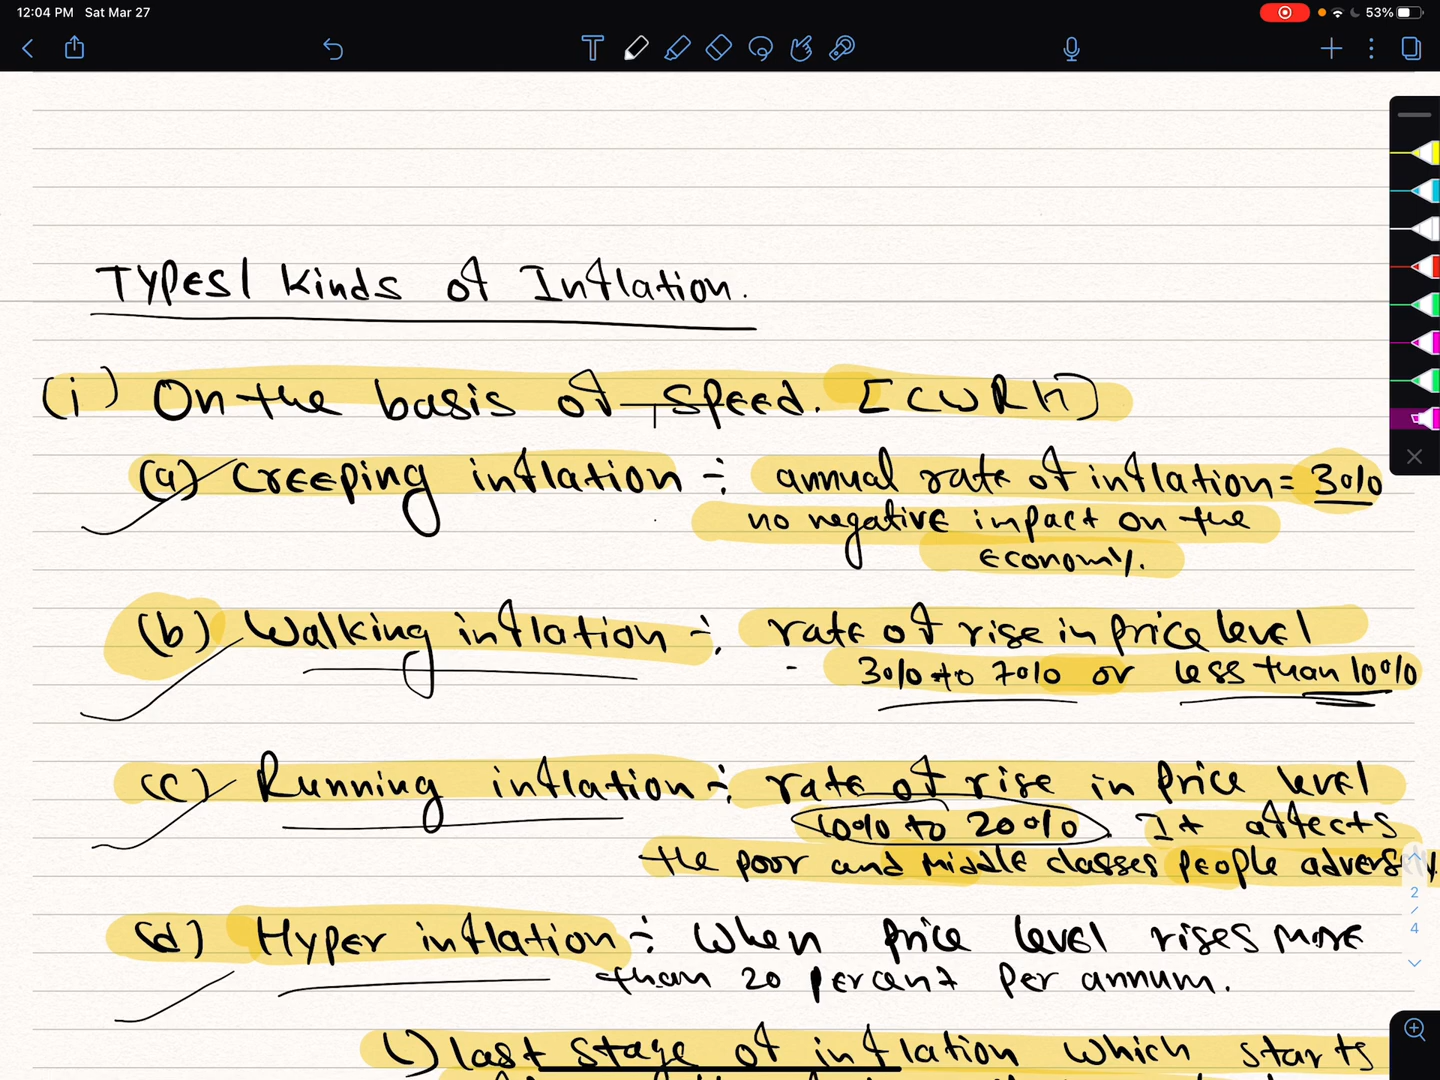 12:04 PM Sat Mar 27
53%
Types/ Kinds of Inflation.
(i) On the basis of speed. [CWRH]
(a) Creeping inflation ÷ annual rate of inflation = 3%
no negative impact on the
economy.
(b) Walking inflation ÷ rate of rise in price level
3% to 7% or less than 10%
(c) Running inflation ÷ rate of rise in price level
10% to 20%. It affects
the poor and middle classes people
(d) Hyper inflation ÷ When price level rises more
than 20 percent per annum.
last stage of inflation which starts
2
/
4